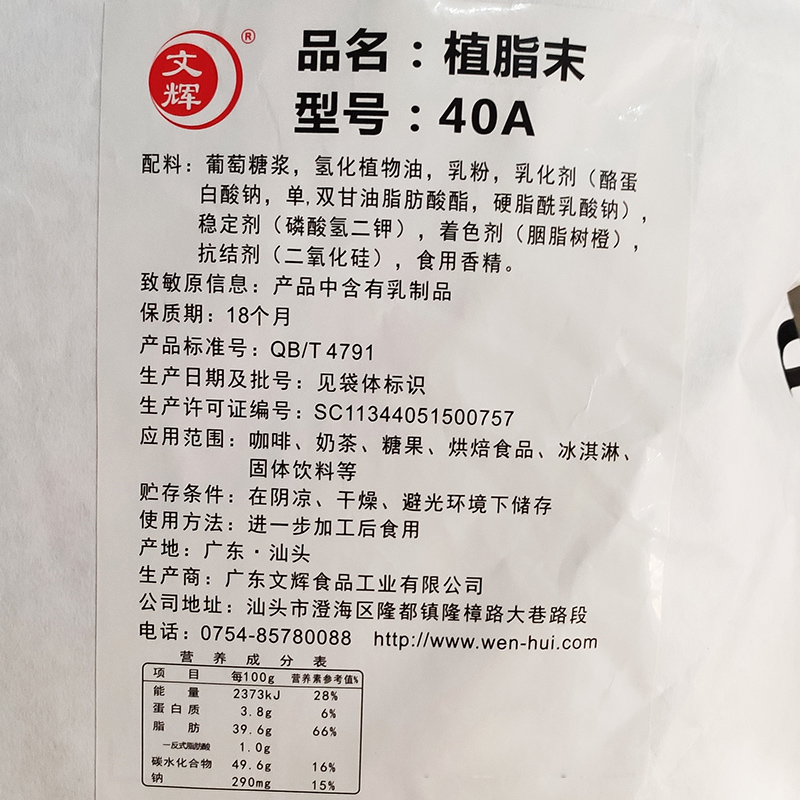 文辉®
品名：植脂末
型号：40A
配料：葡萄糖浆，氢化植物油，乳粉，乳化剂（酪蛋
白酸钠，单,双甘油脂肪酸酯，硬脂酰乳酸钠），
稳定剂（磷酸氢二钾），着色剂（胭脂树橙），
抗结剂（二氧化硅），食用香精。
致敏原信息：产品中含有乳制品
保质期：18个月
产品标准号：QB/T 4791
生产日期及批号：见袋体标识
生产许可证编号：SC11344051500757
应用范围：咖啡、奶茶、糖果、烘焙食品、冰淇淋、
固体饮料等
贮存条件：在阴凉、干燥、避光环境下储存
使用方法：进一步加工后食用
产地：广东·汕头
生产商：广东文辉食品工业有限公司
公司地址：汕头市澄海区隆都镇隆樟路大巷路段
电话：0754-85780088 http://www.wen-hui.com
营养成分表
项目 每100g 营养素参考值%
能量 2373kJ 28%
蛋白质 3.8g 6%
脂肪 39.6g 66%
—反式脂肪酸 1.0g
碳水化合物 49.6g 16%
钠 290mg 15%